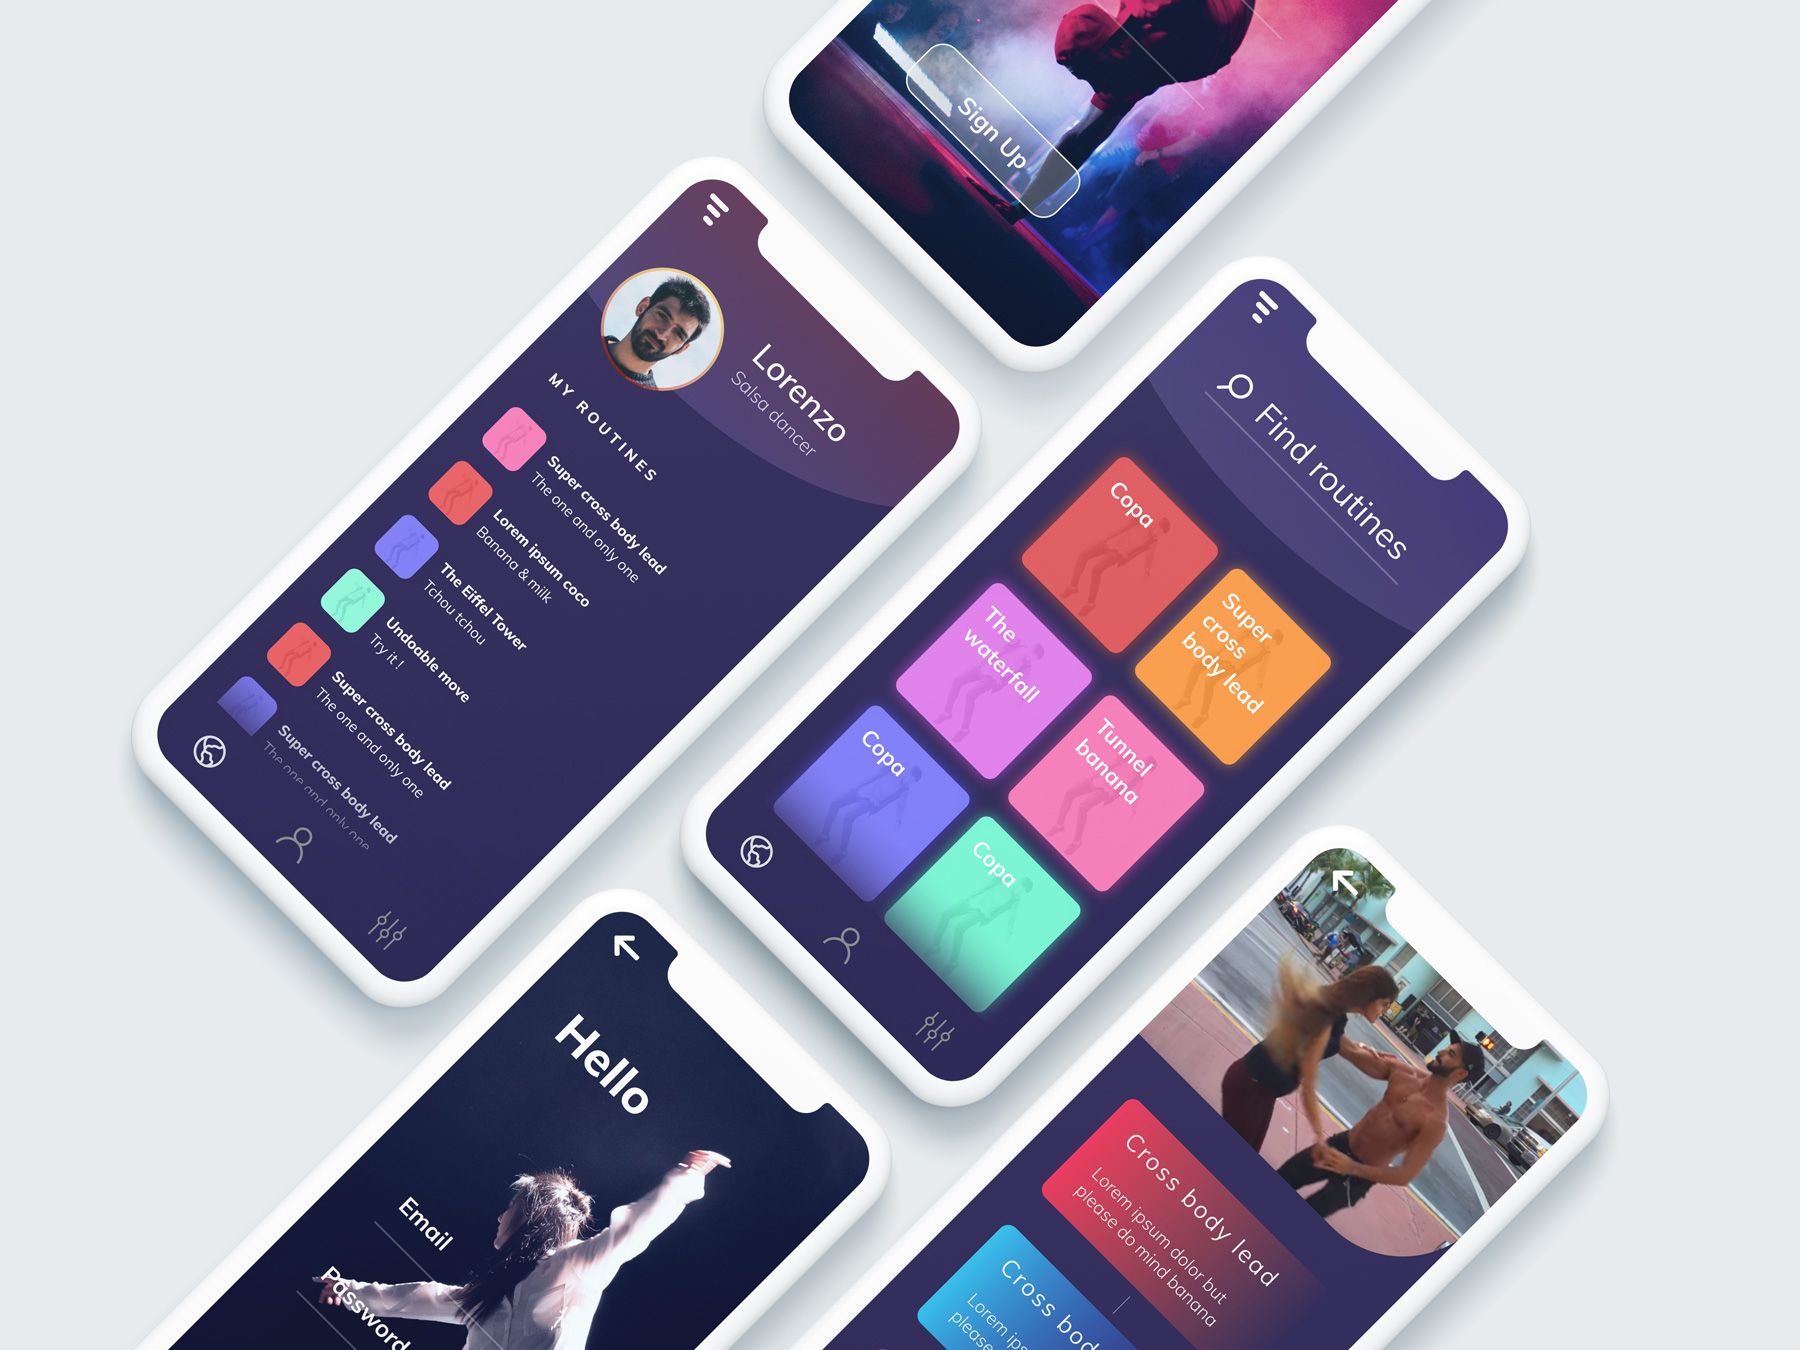 Sign Up
Lorenzo
Salsa dancer
MY ROUTINES
Super cross body lead
The one and only one
Lorem ipsum coco
Banana & milk
The Eiffel Tower
Tchou tchou
Undoable move
Try it !
Super cross body lead
The one and only one
Super cross body lead
The one and only one
Find routines
Copa
Super
cross
body lead
The
waterfall
Tunnel
banana
Copa
Copa
Hello
Email
Password
Cross body lead
Lorem ipsum dolor but
please do mind banana
Cross bod
Lorem ips
please